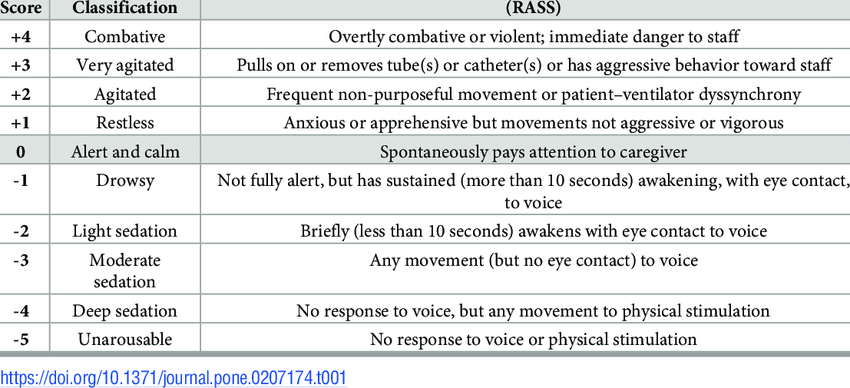 Score Classification (RASS)
+4 Combative Overtly combative or violent; immediate danger to staff
+3 Very agitated Pulls on or removes tube(s) or catheter(s) or has aggressive behavior toward staff
+2 Agitated Frequent non-purposeful movement or patient–ventilator dyssynchrony
+1 Restless Anxious or apprehensive but movements not aggressive or vigorous
0 Alert and calm Spontaneously pays attention to caregiver
-1 Drowsy Not fully alert, but has sustained (more than 10 seconds) awakening, with eye contact,
to voice
-2 Light sedation Briefly (less than 10 seconds) awakens with eye contact to voice
-3 Moderate Any movement (but no eye contact) to voice
sedation
-4 Deep sedation No response to voice, but any movement to physical stimulation
-5 Unarousable No response to voice or physical stimulation
https://doi.org/10.1371/journal.pone.0207174.t001